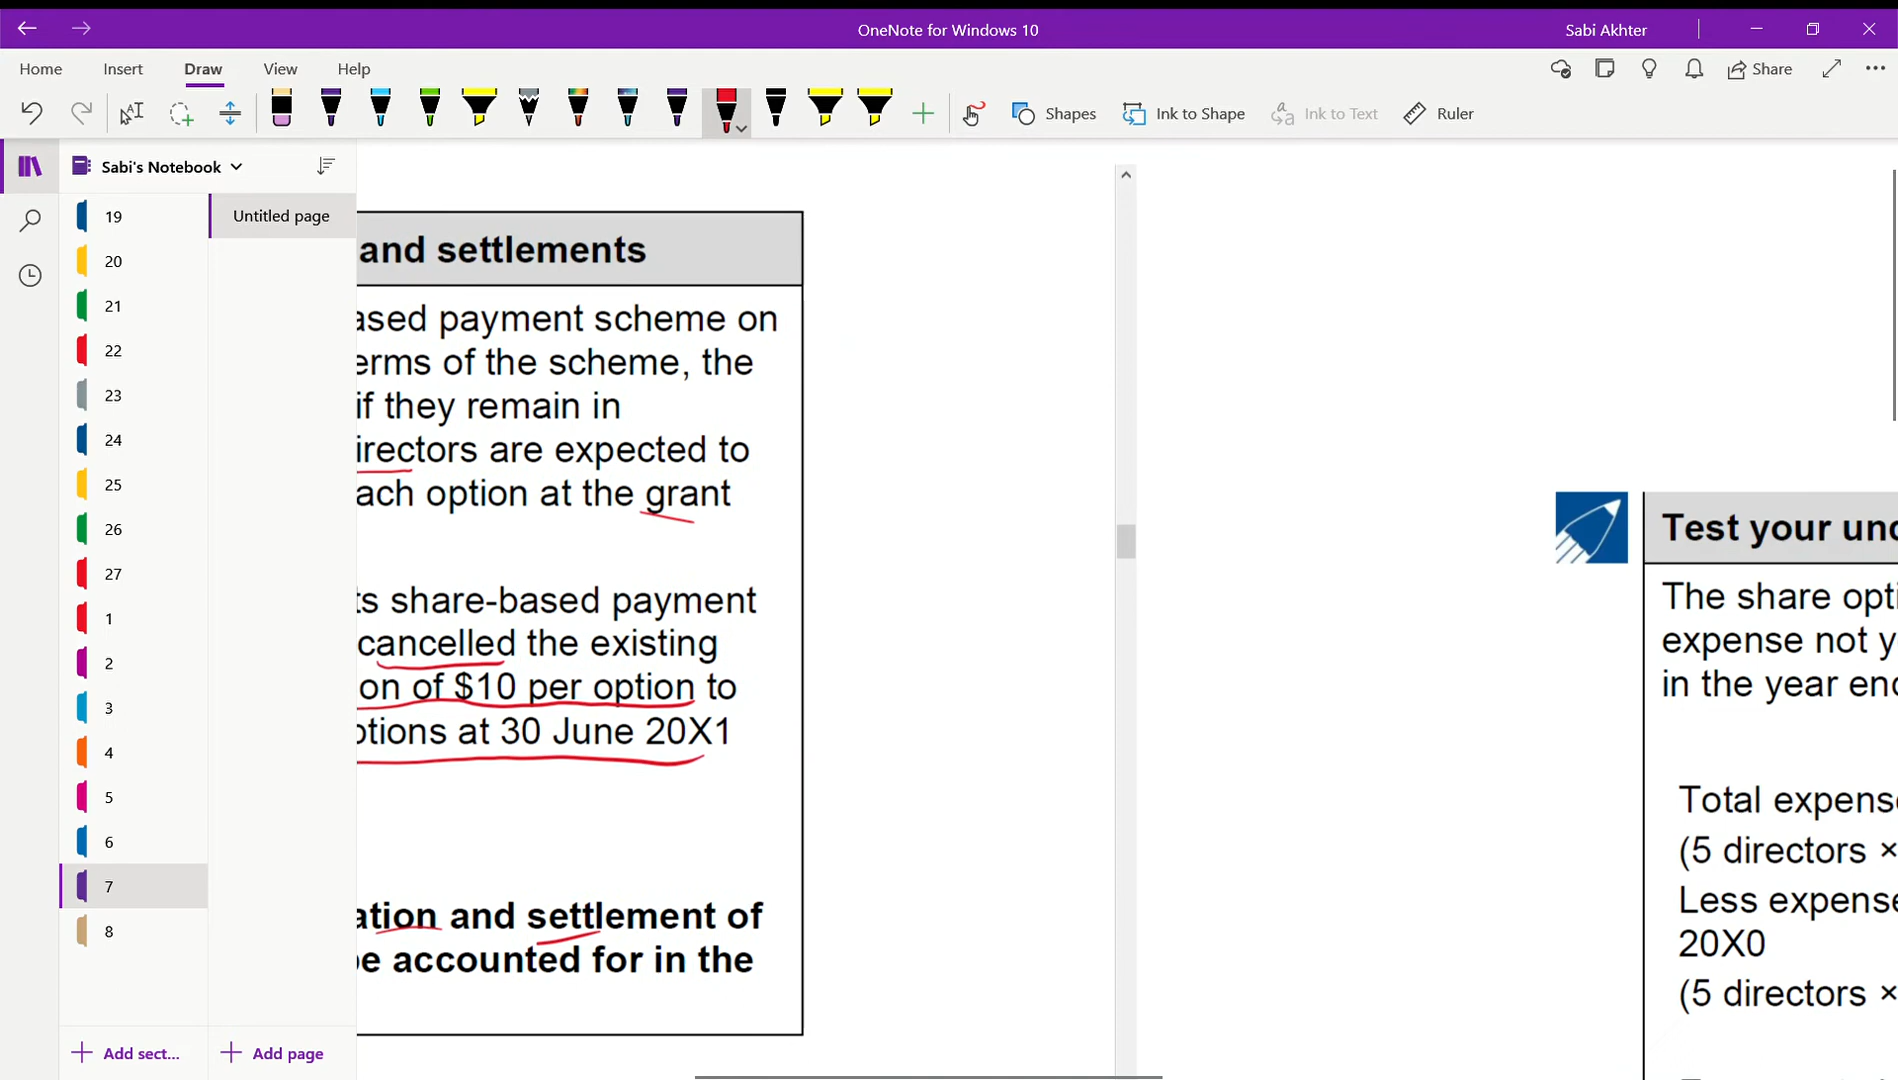 OneNote for Windows 10
Sabi Akhter
Home Insert Draw View Help
Share
Shapes Ink to Shape Ink to Text Ruler
Sabi's Notebook
19
20
21
22
23
24
25
26
27
1
2
3
4
5
6
7
8
Add sect...
Untitled page
Add page
and settlements
ased payment scheme on
erms of the scheme, the
if they remain in
irectors are expected to
ach option at the grant
ts share-based payment
cancelled the existing
on of $10 per option to
ptions at 30 June 20X1
ation and settlement of
be accounted for in the
Test your und
The share opti
expense not y
in the year end
Total expense
(5 directors ×
Less expense
20X0
(5 directors ×